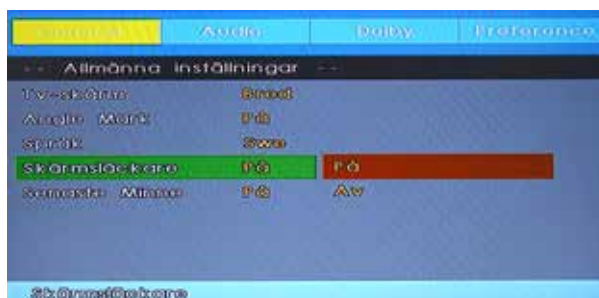 Audio Dolby Preference
-- Allmänna inställningar --
Tv-skärm Bred
Angle Mark På
Språk Swe
Skärmsläckare På På
Senaste Minne På Av
Skärmsläckare